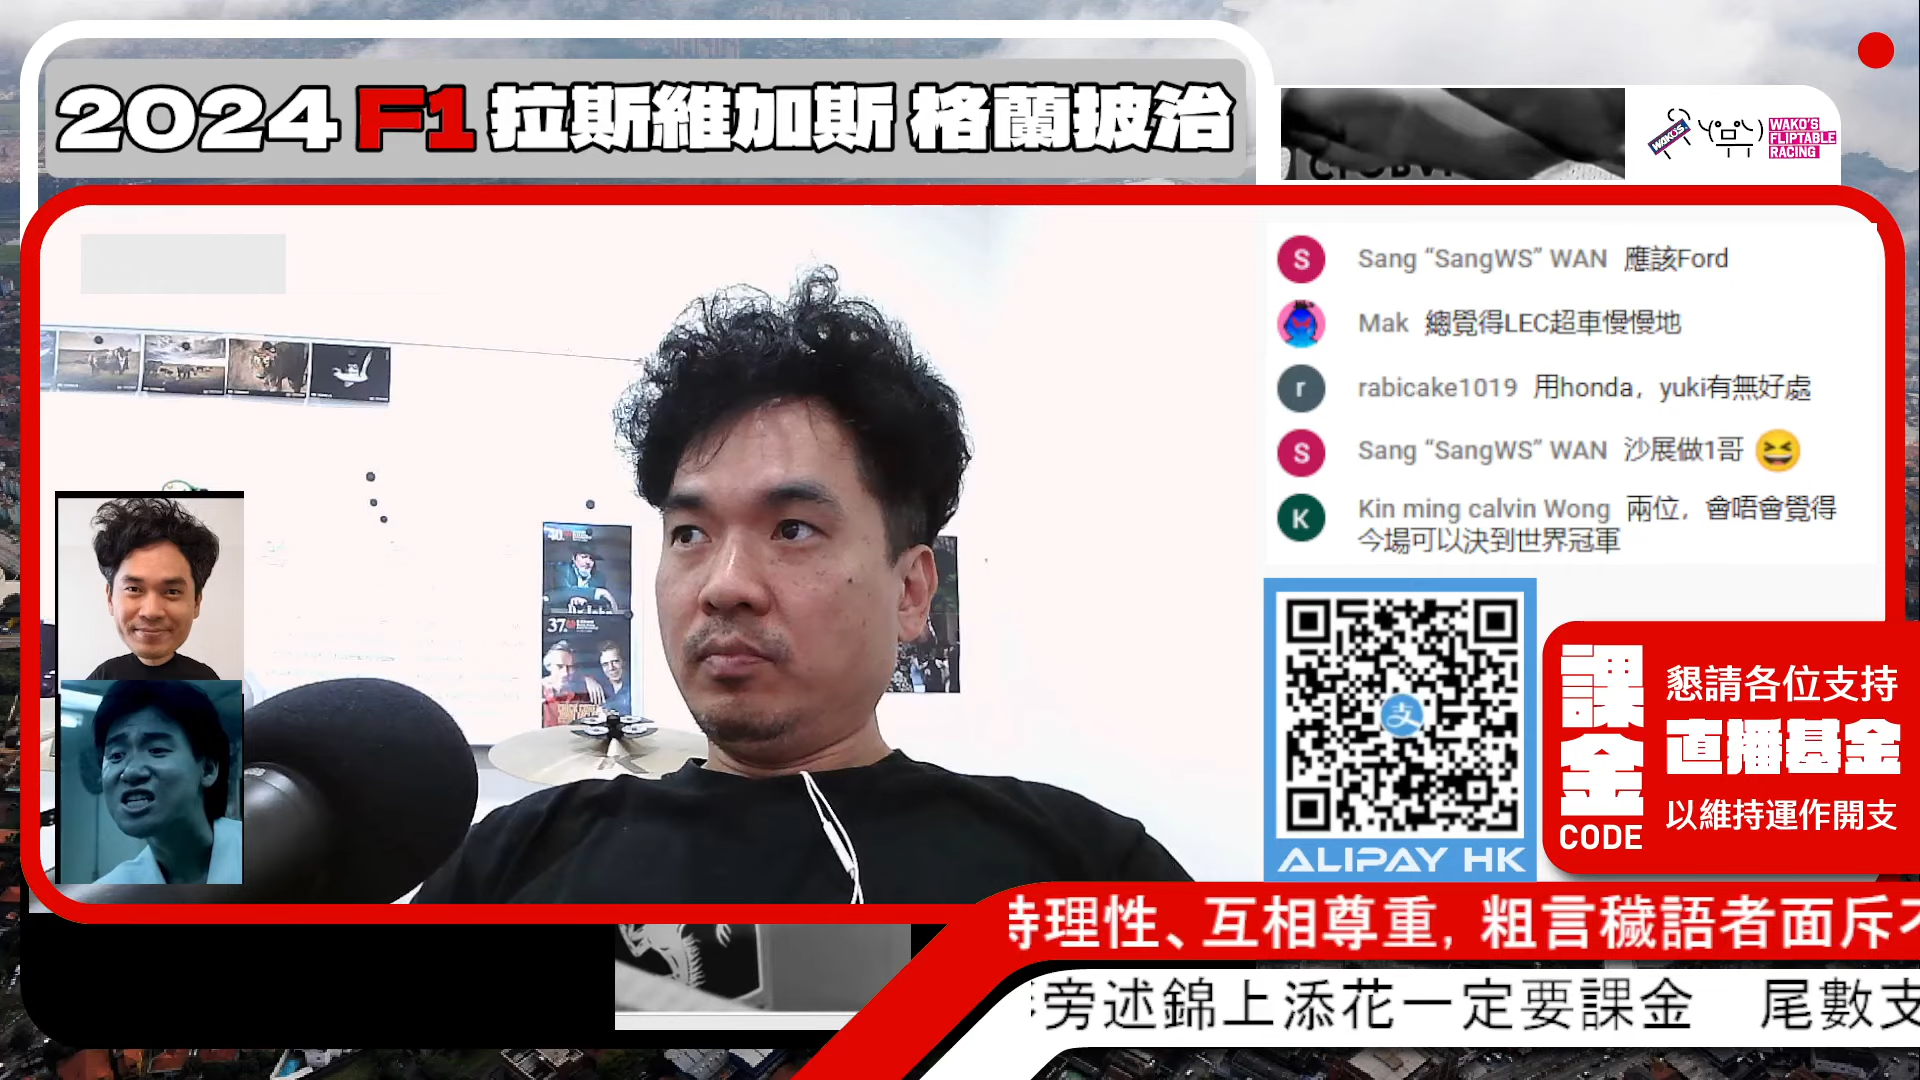 2024 F1 拉斯維加斯 格蘭披治
WAKO'S
WAKO'S
FLIPTABLE
RACING
Sang “SangWS” WAN 應該Ford
Mak 總覺得LEC超車慢慢地
rabicake1019 用honda，yuki有無好處
Sang “SangWS” WAN 沙展做1哥 😆
Kin ming calvin Wong 兩位，會唔會覺得
今場可以決到世界冠軍
40.
37.
支
ALIPAY HK
課金
CODE
懇請各位支持
直播基金
以維持運作開支
持理性、互相尊重，粗言穢語者面斥不
旁述錦上添花一定要課金 尾數支